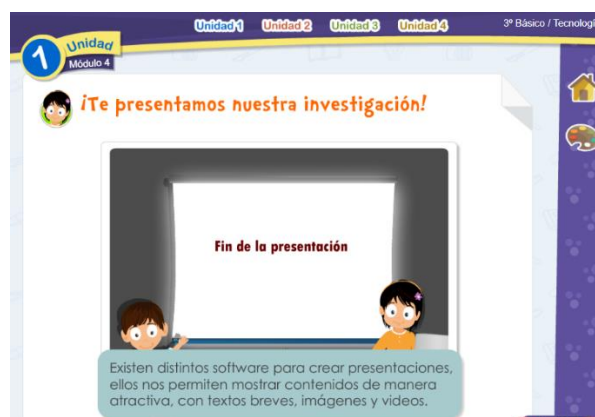 Unidad 1 Unidad 2 Unidad 3 Unidad 4
3º Básico / Tecnologí
1
Unidad
Módulo 4
¡Te presentamos nuestra investigación!
Fin de la presentación
Existen distintos software para crear presentaciones,
ellos nos permiten mostrar contenidos de manera
atractiva, con textos breves, imágenes y videos.